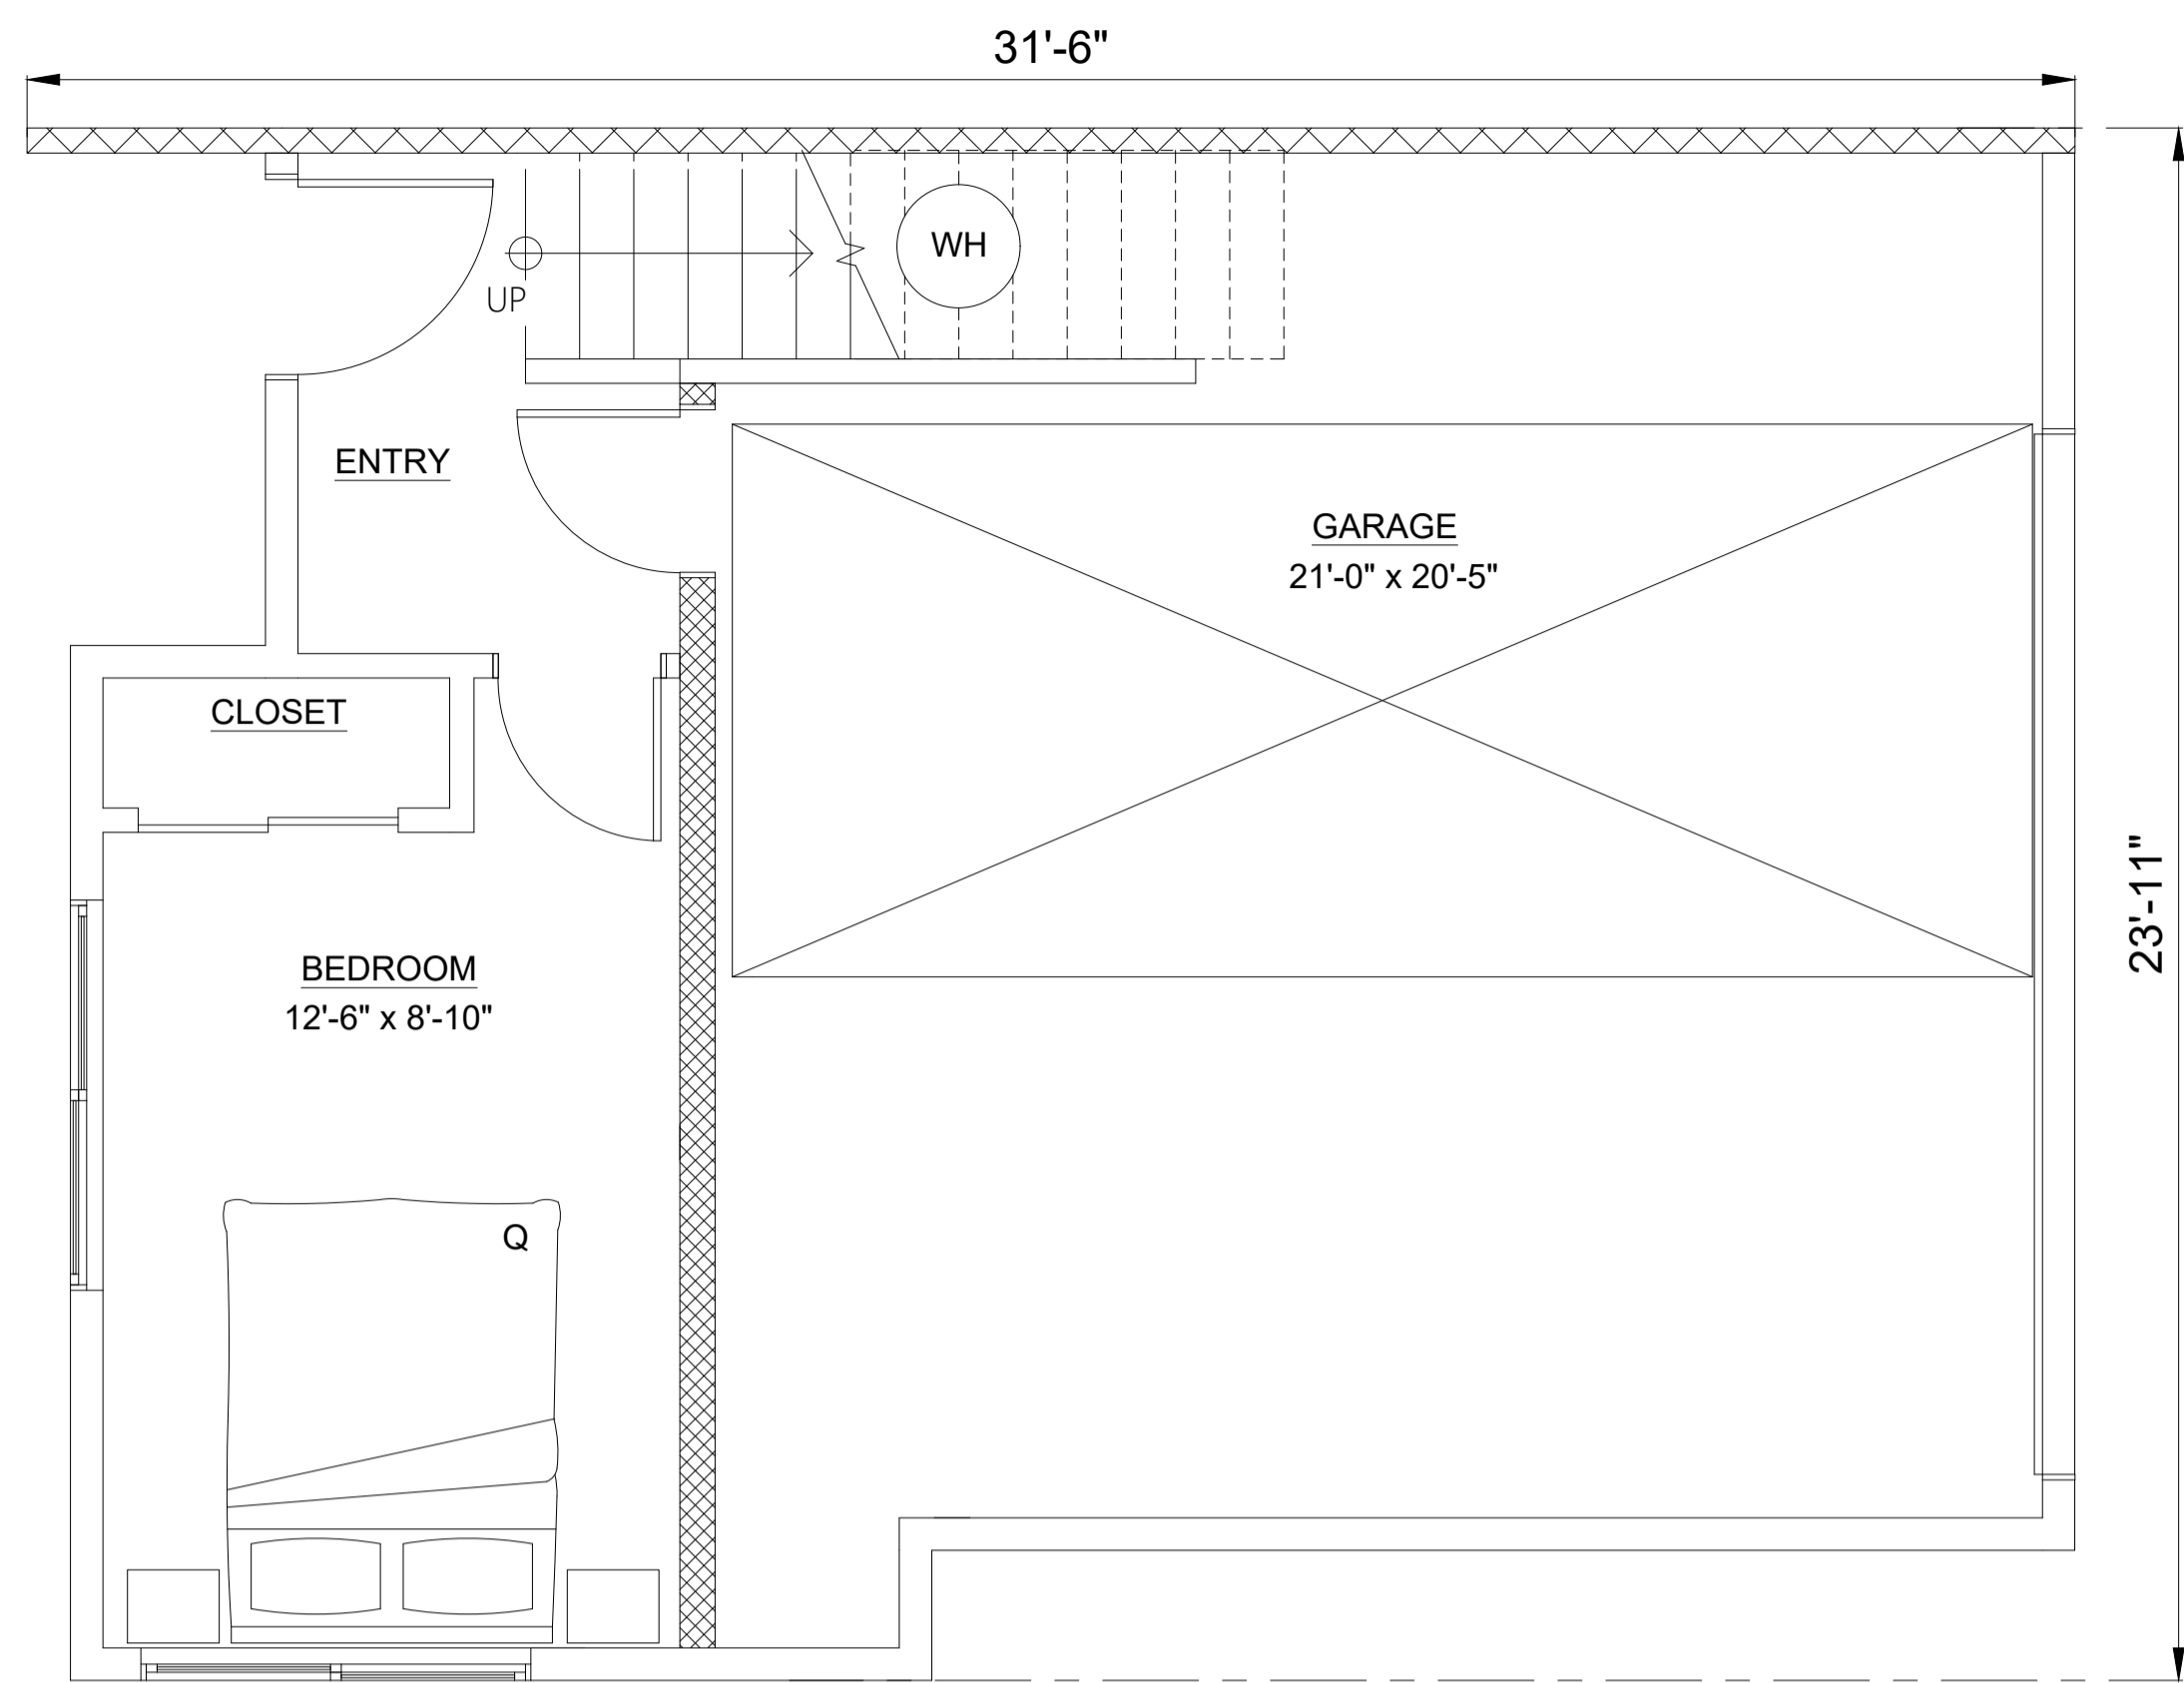 31'-6"
WH
UP
ENTRY
GARAGE
21'-0" x 20'-5"
CLOSET
23'-11"
BEDROOM
12'-6" x 8'-10"
Q